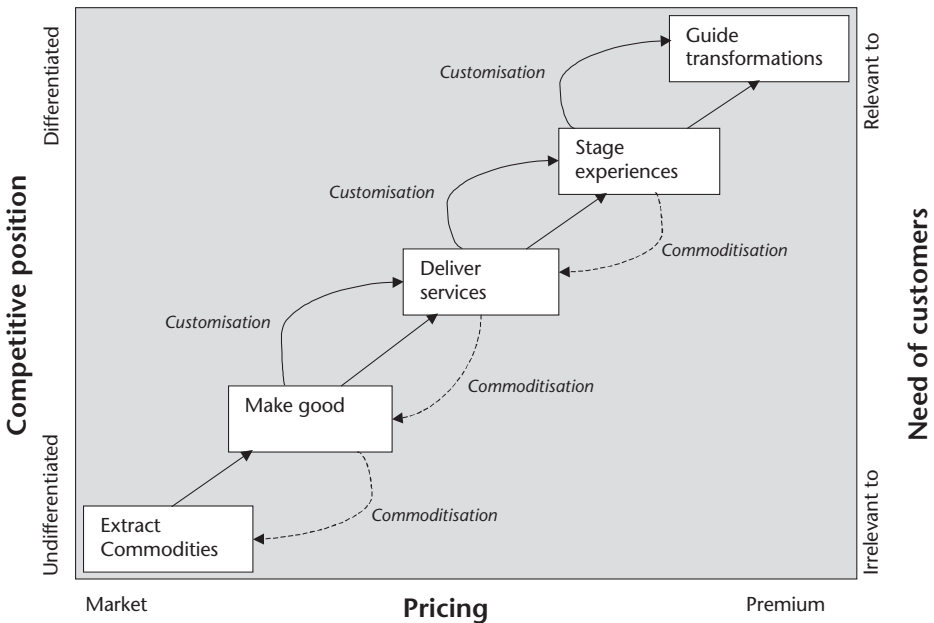 Differentiated
Undifferentiated
Competitive position
Guide
transformations
Customisation
Stage
experiences
Customisation
Commoditisation
Deliver
services
Customisation
Commoditisation
Make good
Commoditisation
Extract
Commodities
Relevant to
Irrelevant to
Need of customers
Market
Pricing
Premium